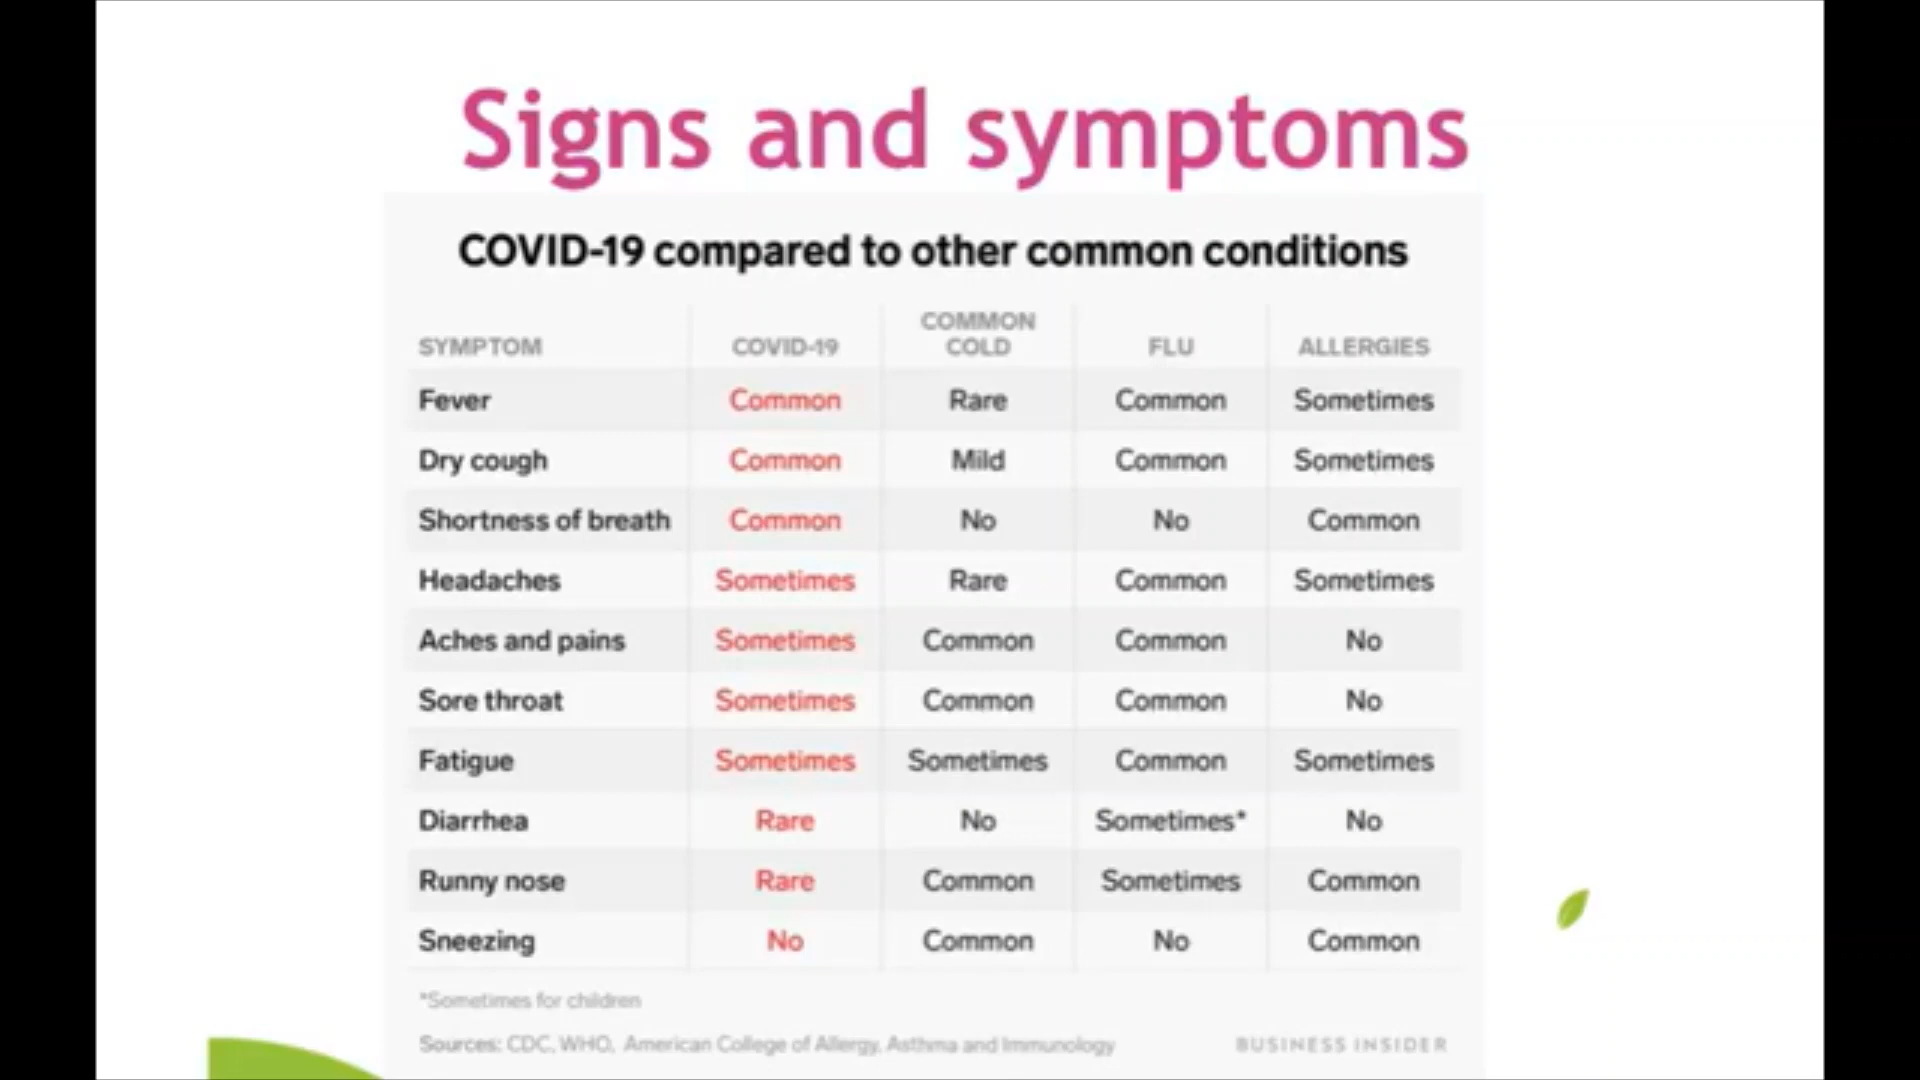 Signs and symptoms
COVID-19 compared to other common conditions
SYMPTOM COVID-19 COMMON COLD FLU ALLERGIES
Fever Common Rare Common Sometimes
Dry cough Common Mild Common Sometimes
Shortness of breath Common No No Common
Headaches Sometimes Rare Common Sometimes
Aches and pains Sometimes Common Common No
Sore throat Sometimes Common Common No
Fatigue Sometimes Sometimes Common Sometimes
Diarrhea Rare No Sometimes* No
Runny nose Rare Common Sometimes Common
Sneezing No Common No Common
*Sometimes for children
Sources: CDC, WHO, American College of Allergy, Asthma and Immunology BUSINESS INSIDER